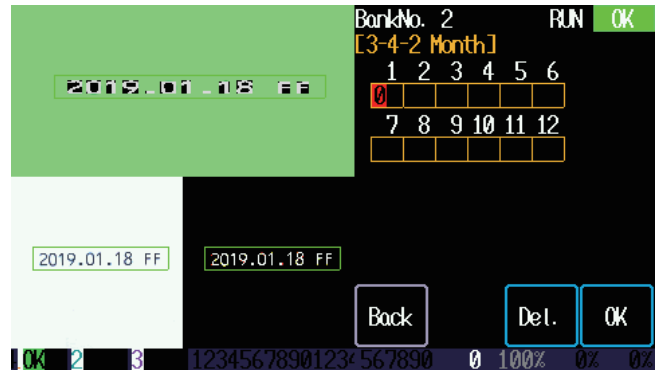 BankNo. 2 RUN OK
[3-4-2 Month]
1 2 3 4 5 6
0
7 8 9 10 11 12
2019.01.18 FF
2019.01.18 FF
2019.01.18 FF
Back Del. OK
OK 2 3 12345678901234567890 0 100% 0% 0%